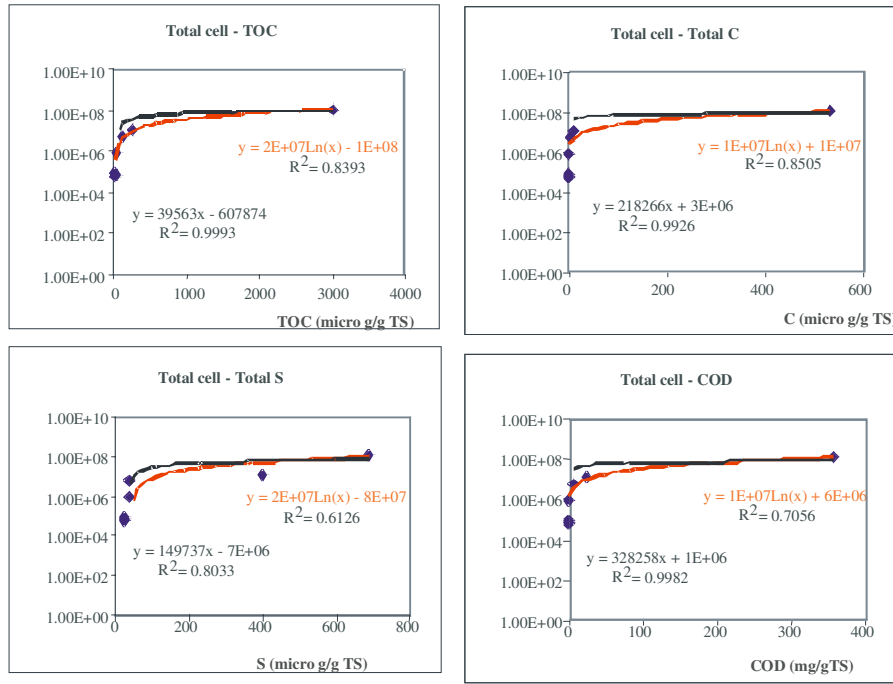 Total cell - TOC
1.00E+10
1.00E+08
1.00E+06
1.00E+04
1.00E+02
1.00E+00
y = 2E+07Ln(x) - 1E+08
R2= 0.8393
y = 39563x - 607874
R2= 0.9993
0 1000 2000 3000 4000
TOC (micro g/g TS)
Total cell - Total C
1.00E+10
1.00E+08
1.00E+06
1.00E+04
1.00E+02
1.00E+00
y = 1E+07Ln(x) + 1E+07
R2= 0.8505
y = 218266x + 3E+06
R2= 0.9926
0 200 400 600
C (micro g/g TS)
Total cell - Total S
1.00E+10
1.00E+08
1.00E+06
1.00E+04
1.00E+02
1.00E+00
y = 2E+07Ln(x) - 8E+07
R2= 0.6126
y = 149737x - 7E+06
R2= 0.8033
0 200 400 600 800
S (micro g/g TS)
Total cell - COD
1.00E+10
1.00E+08
1.00E+06
1.00E+04
1.00E+02
1.00E+00
y = 1E+07Ln(x) + 6E+06
R2= 0.7056
y = 328258x + 1E+06
R2= 0.9982
0 100 200 300 400
COD (mg/gTS)